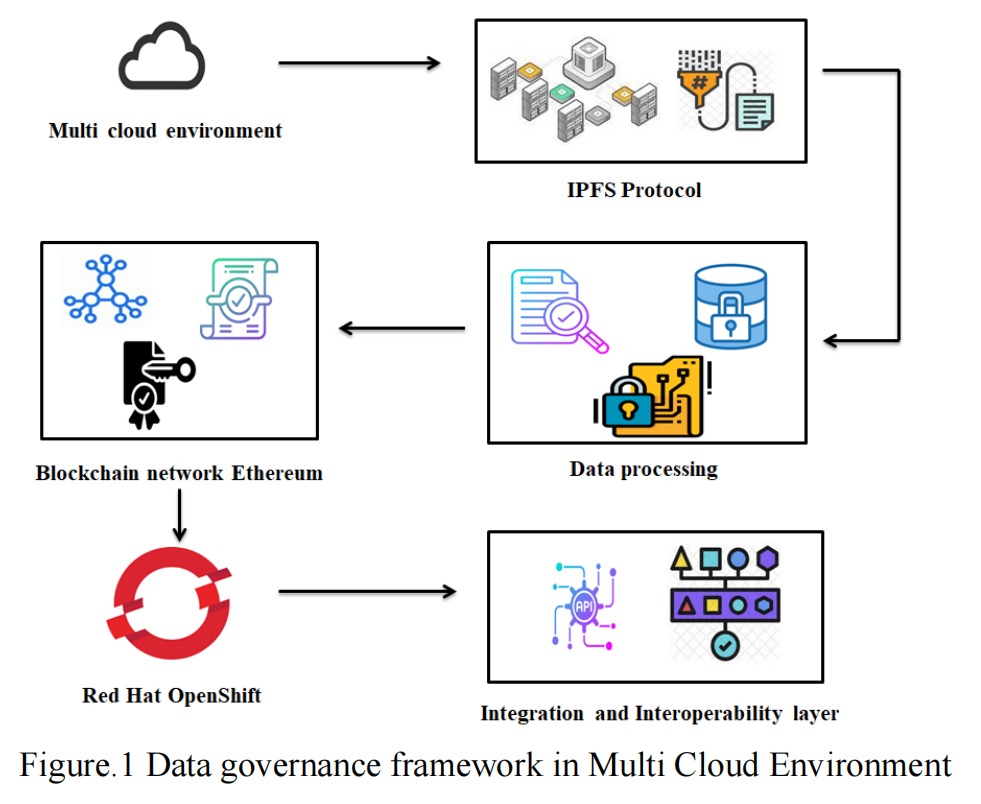 Multi cloud environment
IPFS Protocol
#
Blockchain network Ethereum
Data processing
API
Red Hat OpenShift
Integration and Interoperability layer
Figure.1 Data governance framework in Multi Cloud Environment